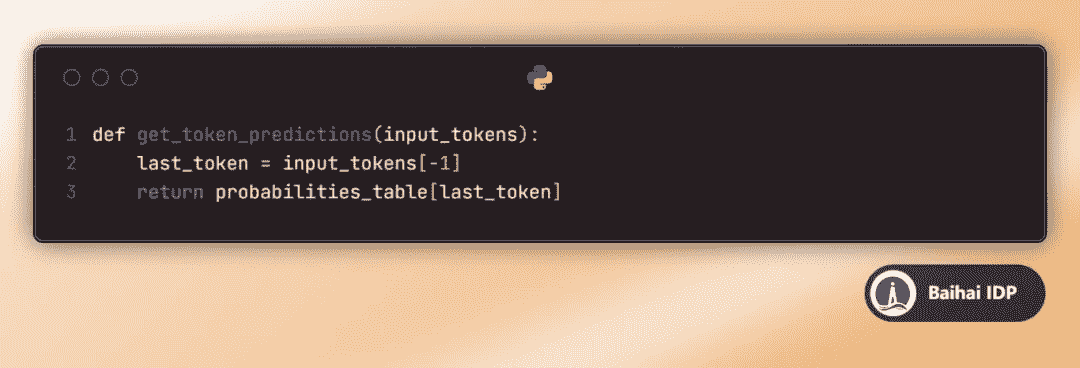 1 def get_token_predictions(input_tokens):
2     last_token = input_tokens[-1]
3     return probabilities_table[last_token]
Baihai IDP